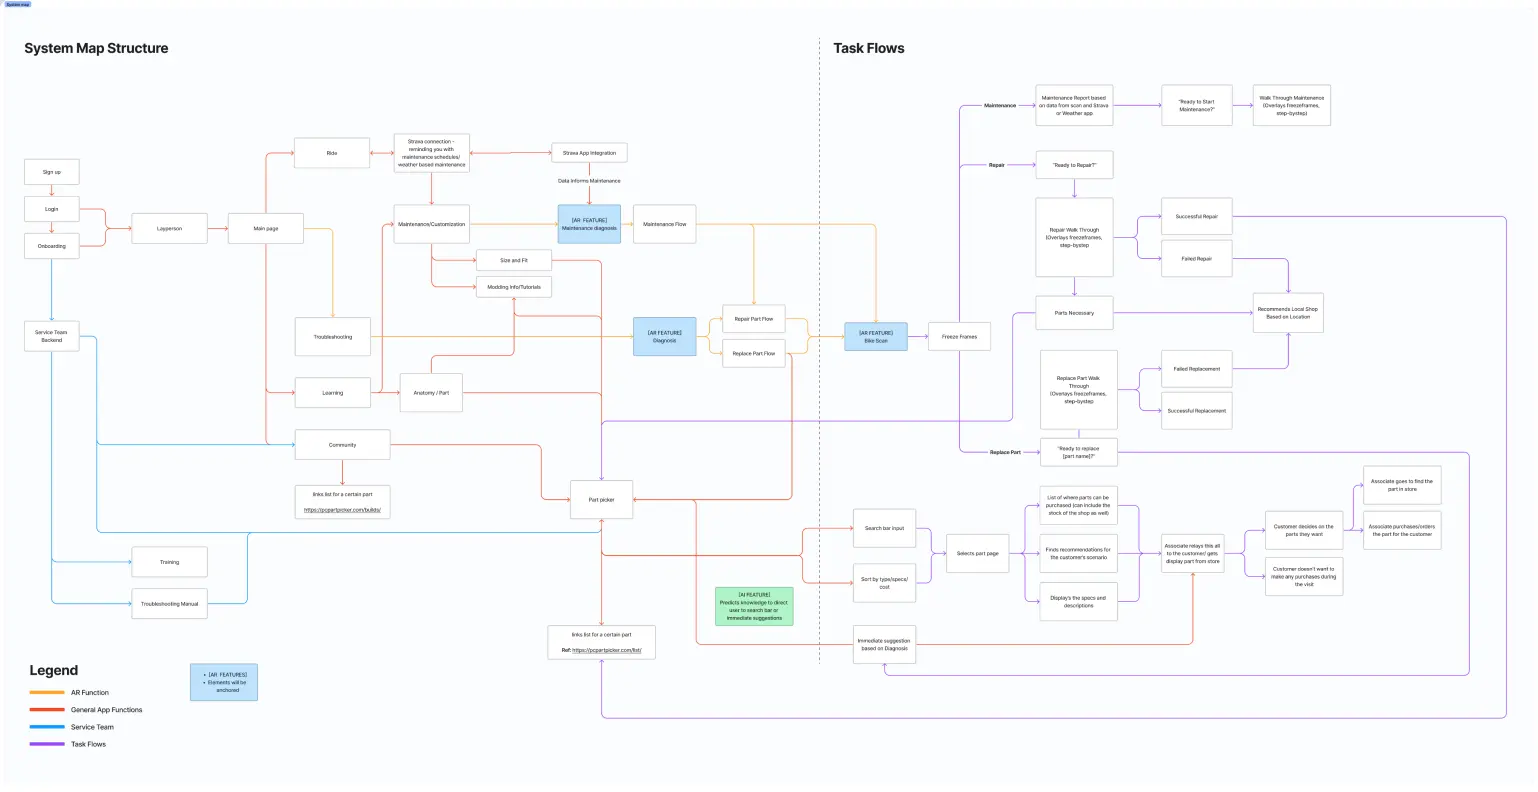 System map
System Map Structure
Task Flows
Sign up
Login
Onboarding
Service Team
Backend
Layperson
Main page
Ride
Strava connection -
reminding you with
maintenance schedules/
weather based maintenance
Strava App Integration
Data Informs Maintenance
Maintenance/Customization
[AR FEATURE]
Maintenance diagnosis
Maintenance Flow
Size and Fit
Modding Info/Tutorials
Troubleshooting
[AR FEATURE]
Diagnosis
Repair Part Flow
Replace Part Flow
Learning
Anatomy / Part
Community
links list for a certain part
https://pcpartpicker.com/builds/
Part picker
Training
Troubleshooting Manual
[AI FEATURE]
Predicts knowledge to direct
user to search bar or
immediate suggestions
links list for a certain part
Ref: https://pcpartpicker.com/list/
Legend
AR Function
General App Functions
Service Team
Task Flows
• [AR FEATURES]
• Elements will be
anchored
[AR FEATURE]
Bike Scan
Freeze Frames
Maintenance
Maintenance Report based
on data from scan and Strava
or Weather app
"Ready to Start
Maintenance?"
Walk Through Maintenance
(Overlays freezeframes,
step-bystep)
Repair
"Ready to Repair?"
Repair Walk Through
(Overlays freezeframes,
step-bystep
Successful Repair
Failed Repair
Parts Necessary
Recommends Local Shop
Based on Location
Replace Part Walk
Through
(Overlays freezeframes,
step-bystep
Failed Replacement
Successful Replacement
Replace Part
"Ready to replace
[part name]?"
Search bar input
Sort by type/specs/
cost
Selects part page
List of where parts can be
purchased (can include the
stock of the shop as well)
Finds recommendations for
the customer's scenario
Display's the specs and
descriptions
Associate relays this all
to the customer/ gets
display part from store
Customer decides on the
parts they want
Customer doesn't want to
make any purchases during
the visit
Associate goes to find the
part in store
Associate purchases/orders
the part for the customer
Immediate suggestion
based on Diagnosis